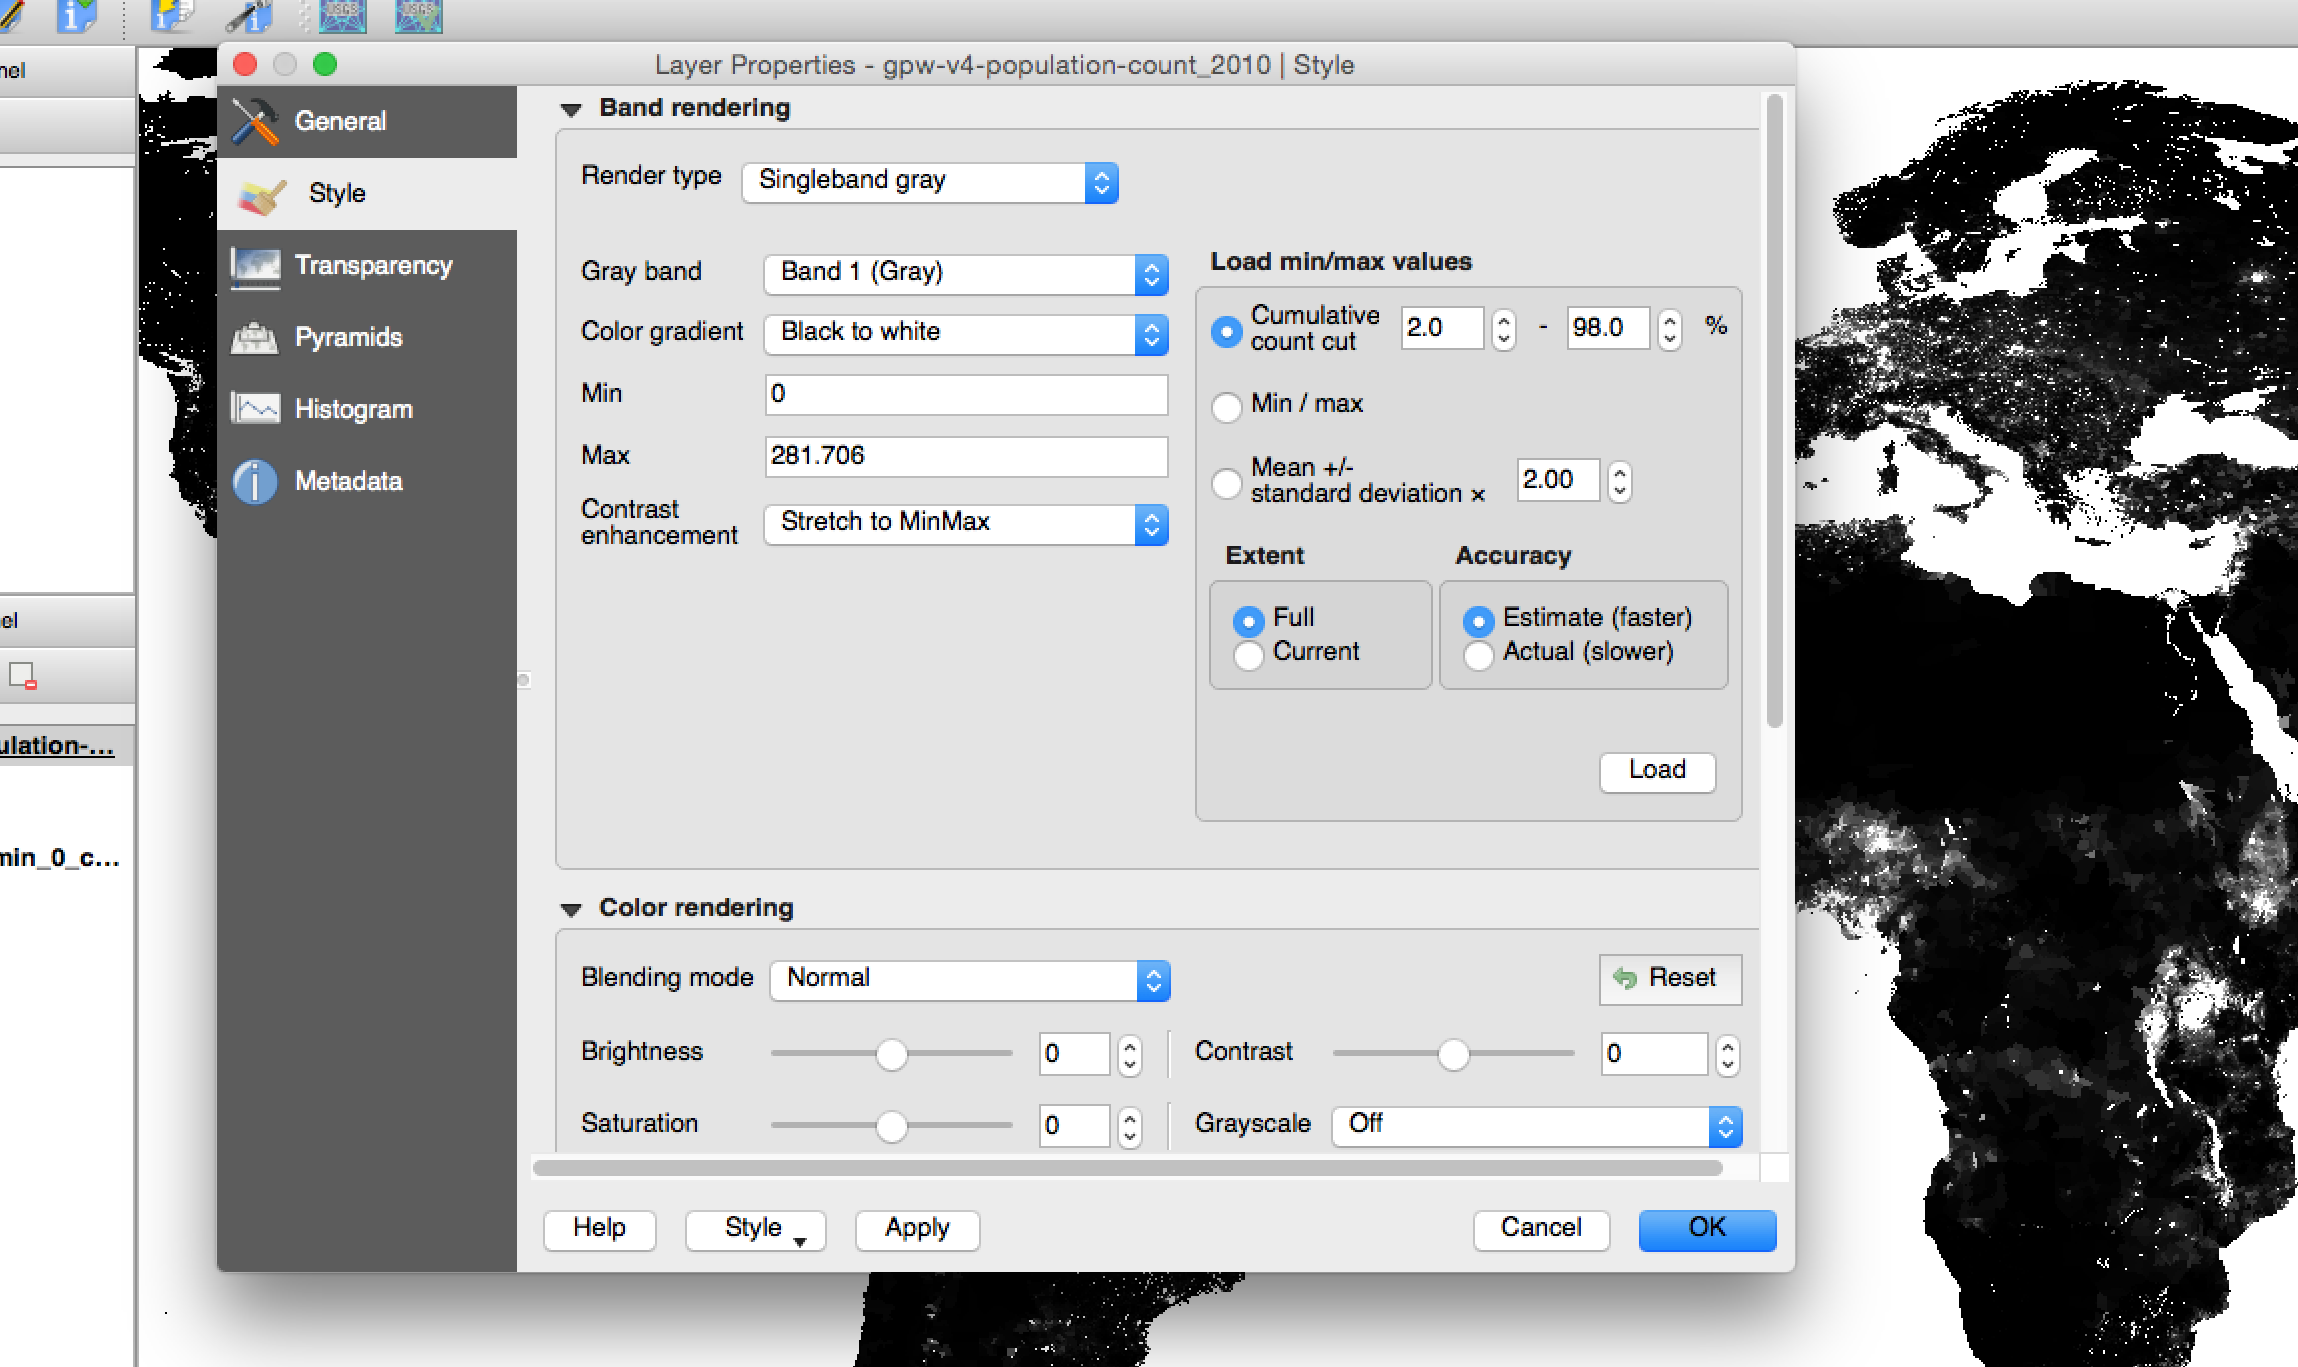 USGS
USGS
nel
Layer Properties - gpw-v4-population-count_2010 | Style
General
Style
Transparency
Pyramids
Histogram
Metadata
Band rendering
Render type Singleband gray
Gray band Band 1 (Gray)
Color gradient Black to white
Min 0
Max 281.706
Contrast
enhancement Stretch to MinMax
Load min/max values
Cumulative
count cut 2.0 - 98.0 %
Min / max
Mean +/-
standard deviation × 2.00
Extent
Full
Current
Accuracy
Estimate (faster)
Actual (slower)
Load
el
ulation-...
min_0_c...
Color rendering
Blending mode Normal Reset
Brightness 0 Contrast 0
Saturation 0 Grayscale Off
Help Style Apply Cancel OK